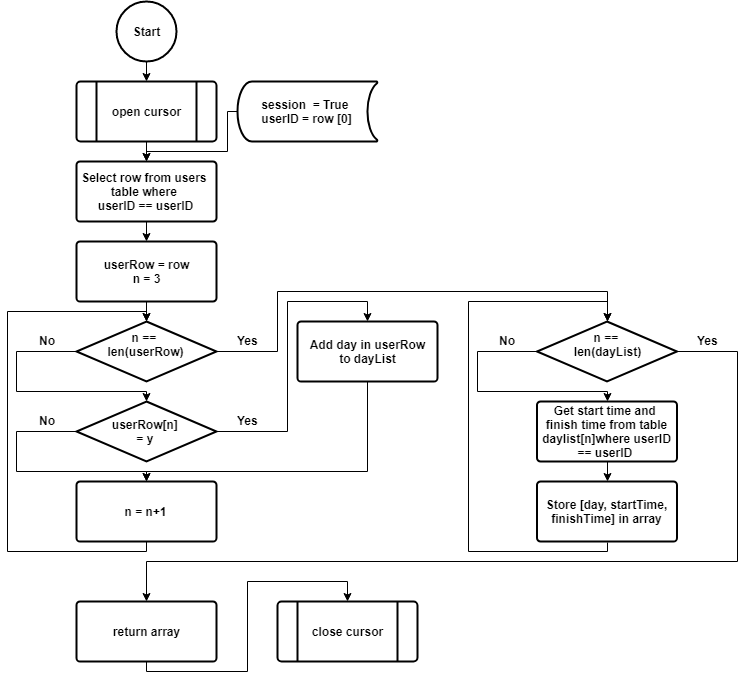 Start
open cursor
session  = True
userID = row [0]
Select row from users
table where
userID == userID
userRow = row
n = 3
No
n ==
len(userRow)
Yes
Add day in userRow
to dayList
No
n ==
len(dayList)
Yes
No
userRow[n]
= y
Yes
Get start time and
finish time from table
daylist[n]where userID
== userID
n = n+1
Store [day, startTime,
finishTime] in array
return array
close cursor